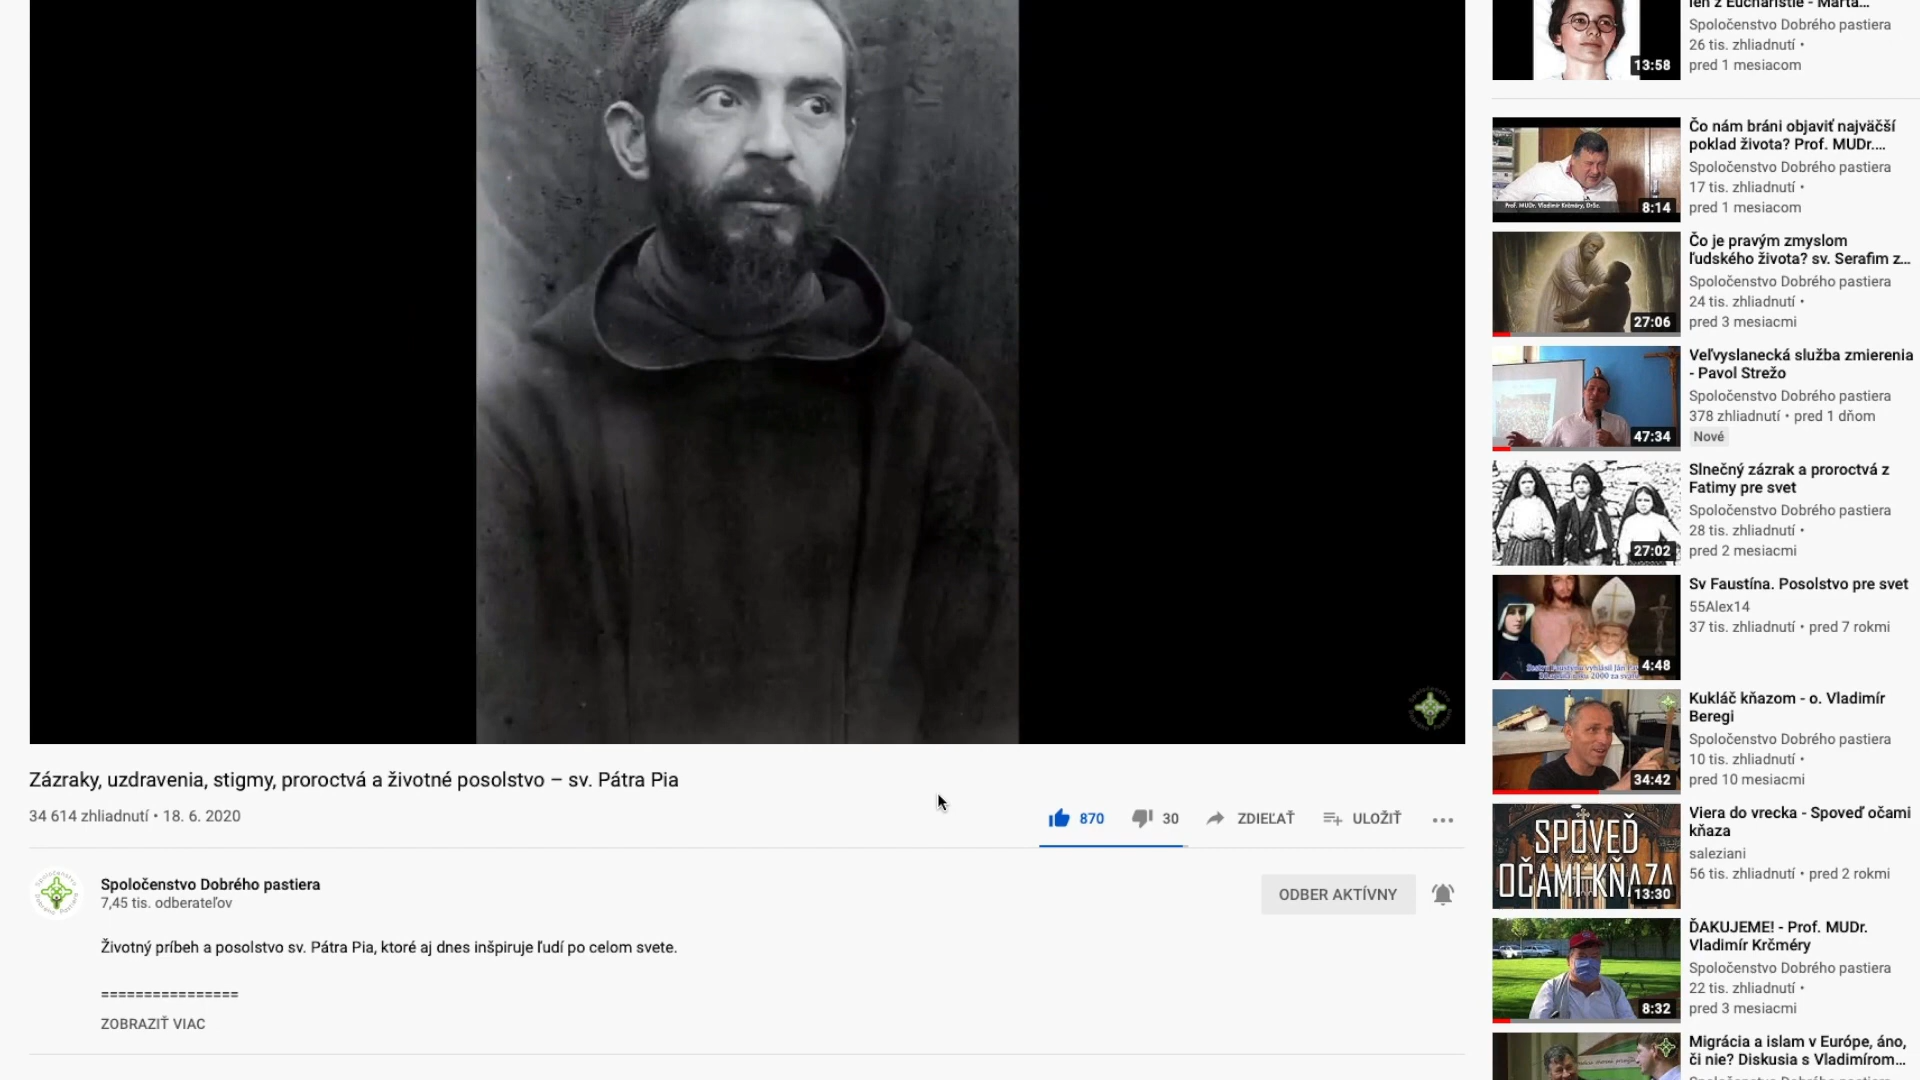 Zázraky, uzdravenia, stigmy, proroctvá a životné posolstvo – sv. Pátra Pia
34 614 zhliadnutí • 18. 6. 2020
870
30
ZDIEĽAŤ
ULOŽIŤ
Spoločenstvo Dobrého pastiera
7,45 tis. odberateľov
ODBER AKTÍVNY
Životný príbeh a posolstvo sv. Pátra Pia, ktoré aj dnes inšpiruje ľudí po celom svete.
================
ZOBRAZIŤ VIAC
len z Eucharistie - Marta...
Spoločenstvo Dobrého pastiera
26 tis. zhliadnutí •
pred 1 mesiacom
13:58
Čo nám bráni objaviť najväčší
poklad života? Prof. MUDr....
Spoločenstvo Dobrého pastiera
17 tis. zhliadnutí •
pred 1 mesiacom
Prof. MUDr. Vladimír Krčméry, DrSc.
8:14
Čo je pravým zmyslom
ľudského života? sv. Serafim z...
Spoločenstvo Dobrého pastiera
24 tis. zhliadnutí •
pred 3 mesiacmi
27:06
Veľvyslanecká služba zmierenia
- Pavol Strežo
Spoločenstvo Dobrého pastiera
378 zhliadnutí • pred 1 dňom
Nové
47:34
Slnečný zázrak a proroctvá z
Fatimy pre svet
Spoločenstvo Dobrého pastiera
28 tis. zhliadnutí •
pred 2 mesiacmi
27:02
Sv Faustína. Posolstvo pre svet
55Alex14
37 tis. zhliadnutí • pred 7 rokmi
4:48
Kukláč kňazom - o. Vladimír
Beregi
Spoločenstvo Dobrého pastiera
10 tis. zhliadnutí •
pred 10 mesiacmi
34:42
Viera do vrecka - Spoveď očami
kňaza
saleziani
56 tis. zhliadnutí • pred 2 rokmi
SPOVEĎ
OČAMI KŇAZA
13:30
ĎAKUJEME! - Prof. MUDr.
Vladimír Krčméry
Spoločenstvo Dobrého pastiera
22 tis. zhliadnutí •
pred 3 mesiacmi
8:32
Migrácia a islam v Európe, áno,
či nie? Diskusia s Vladimírom...